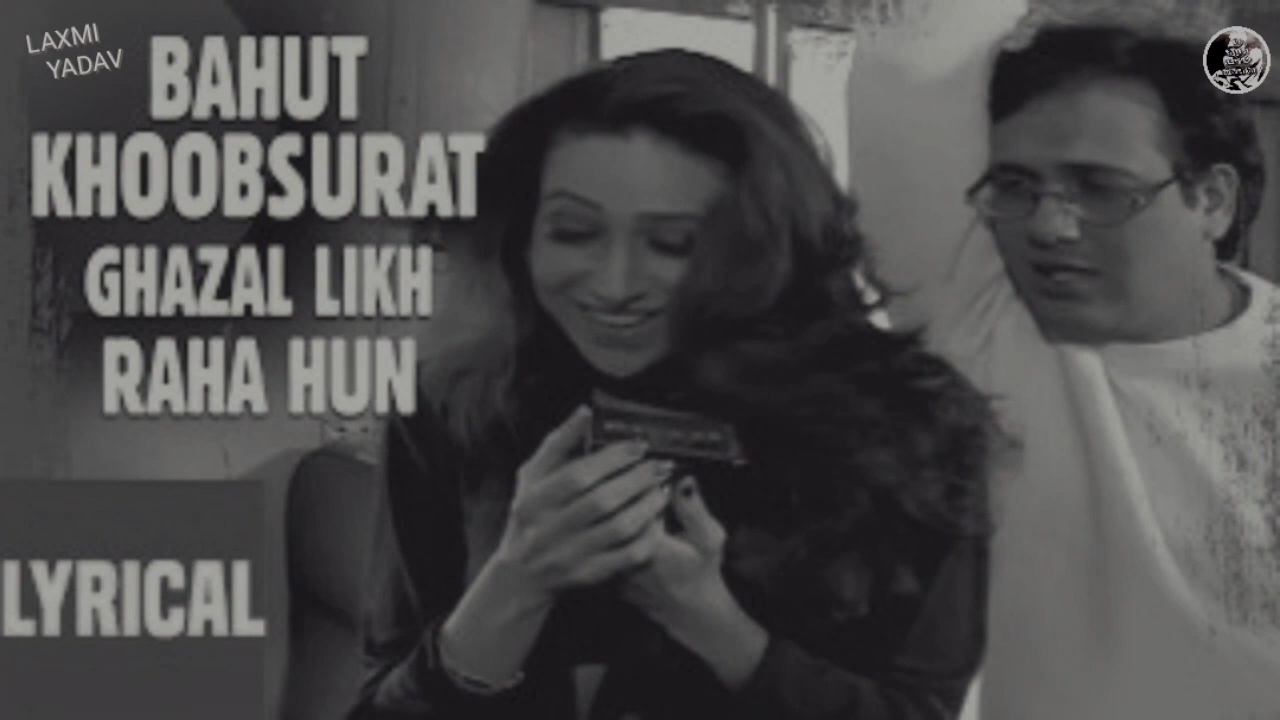 LAXMI
YADAV
BAHUT
KHOOBSURAT
GHAZAL LIKH
RAHA HUN
LYRICAL